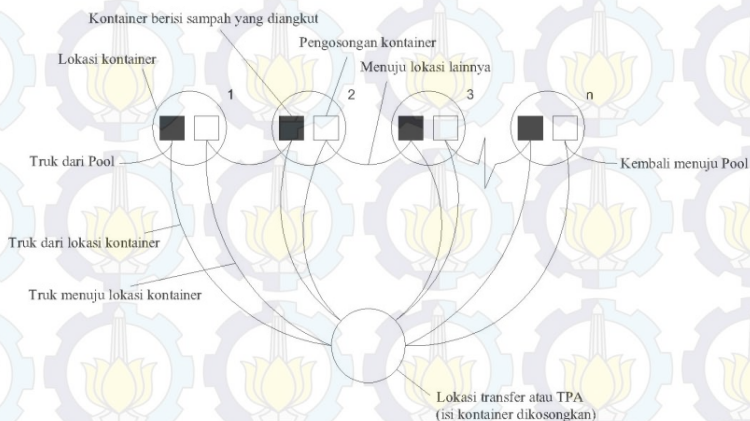 Kontainer berisi sampah yang diangkut
Pengosongan kontainer
Lokasi kontainer
Menuju lokasi lainnya
1
2
3
n
Truk dari Pool
Kembali menuju Pool
Truk dari lokasi kontainer
Truk menuju lokasi kontainer
Lokasi transfer atau TPA
(isi kontainer dikosongkan)